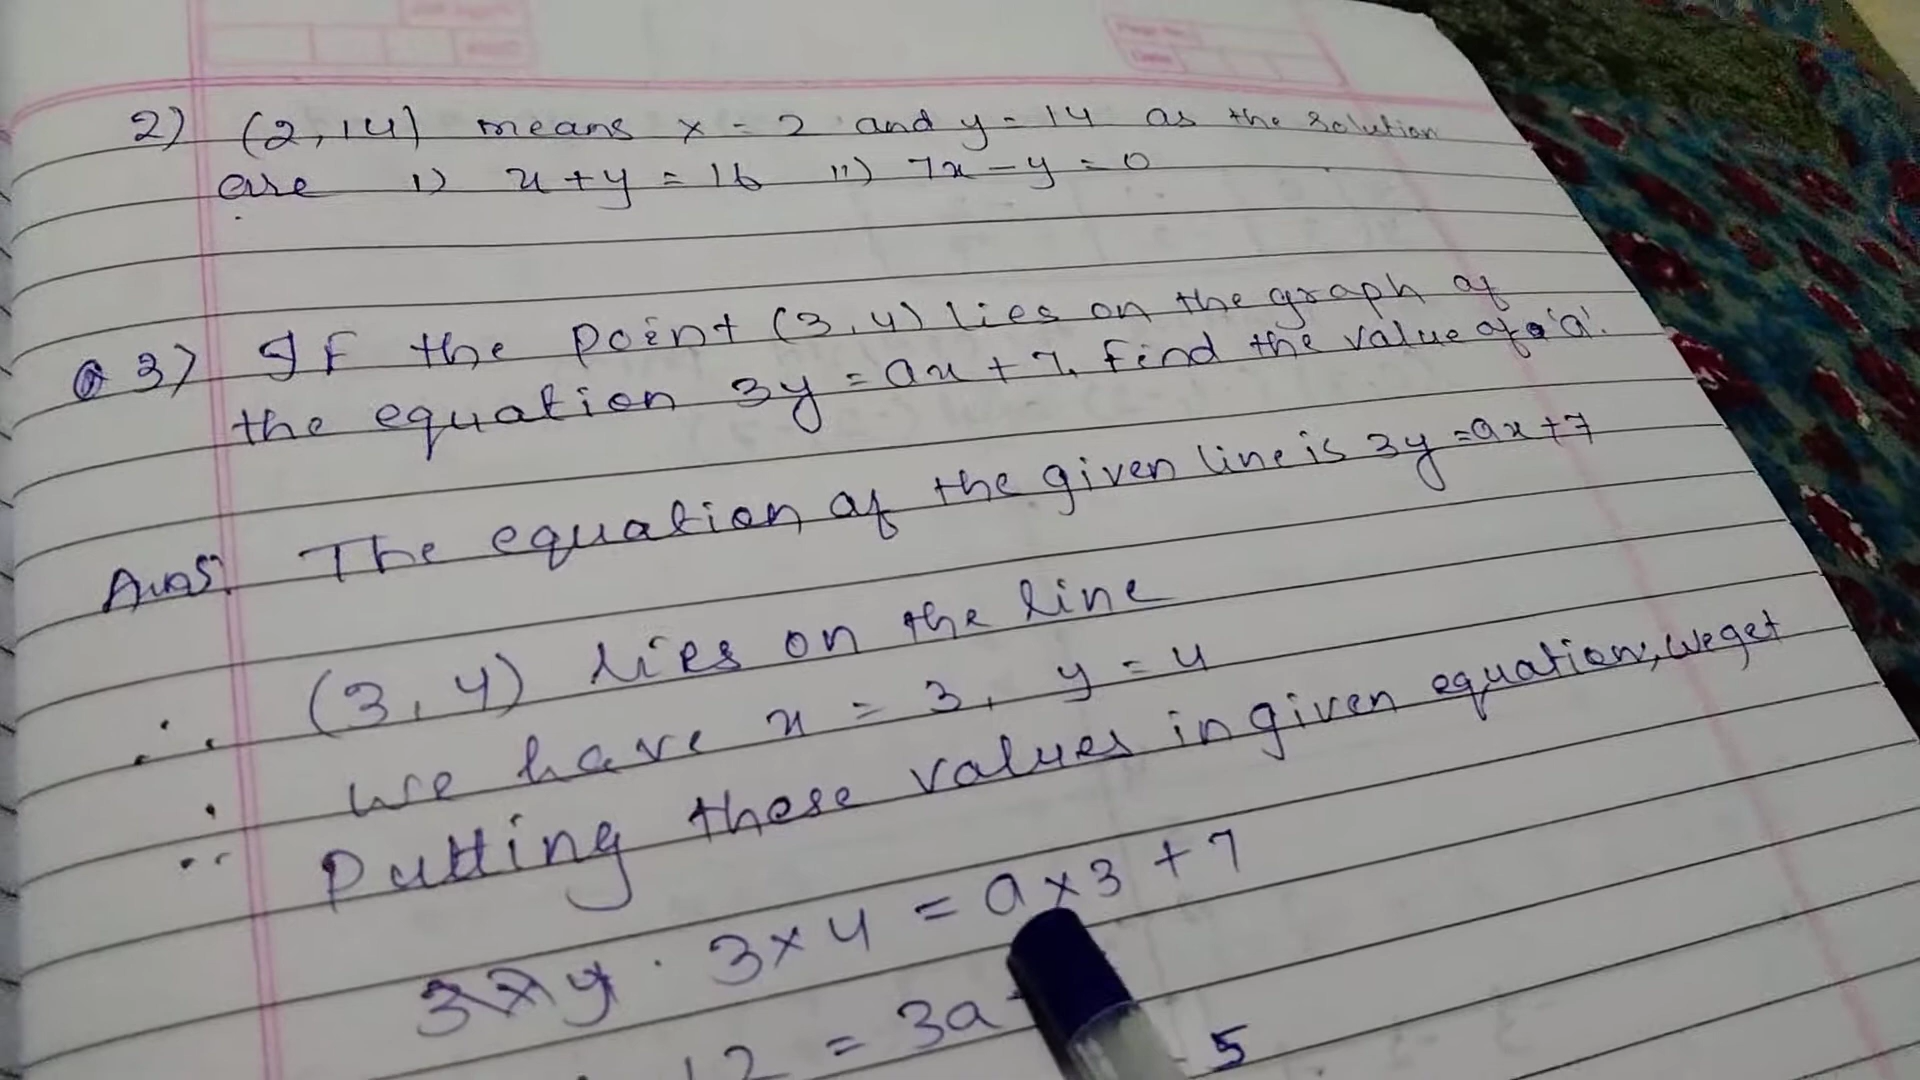 2) (2,14) means x = 2 and y = 14 as the solution
are i) x + y = 16 ii) 7x - y = 0
Q 3) If the point (3,4) lies on the graph of
the equation 3y = ax + 7. Find the value of 'a'.
Ans. The equation of the given line is 3y = ax + 7
∴ (3,4) lies on the line
∴ we have x = 3, y = 4
Putting these values in given equation, we get
3 × 4 = a × 3 + 7
12 = 3a
5